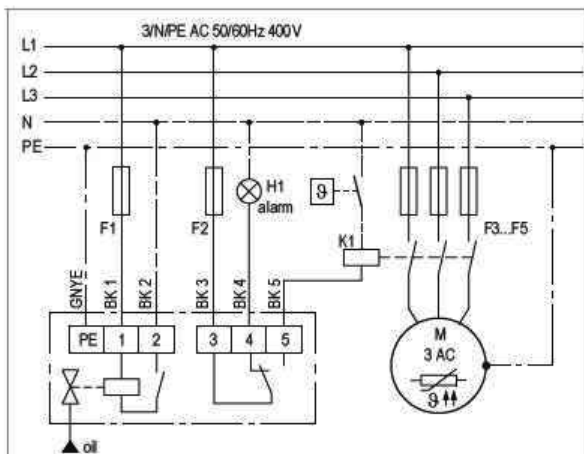 3/N/PE AC 50/60Hz 400V
L1
L2
L3
N
PE
H1
alarm
ϑ
F1
F2
K1
F3...F5
GNYE
BK 1
BK 2
BK 3
BK 4
BK 5
PE 1 2
3 4 5
M
3 AC
ϑ
oil